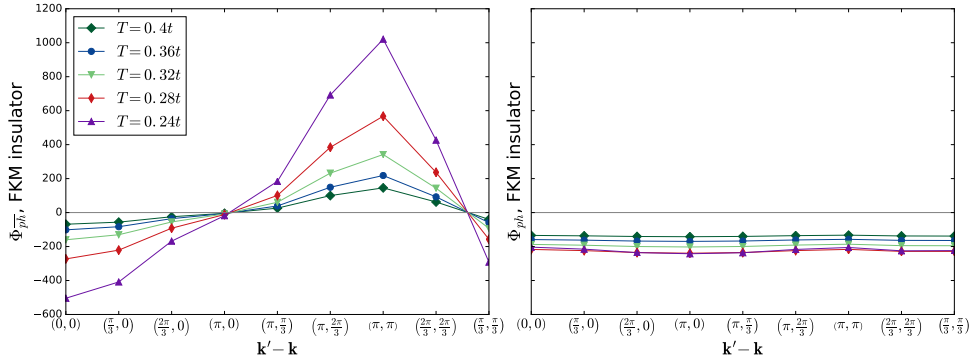 1200
1000
800
600
400
200
0
−200
−400
−600
Φ_{\overline{ph}}, FKM insulator
T = 0.4t
T = 0.36t
T = 0.32t
T = 0.28t
T = 0.24t
(0, 0) (π/3, 0) (2π/3, 0) (π, 0) (π, π/3) (π, 2π/3) (π, π) (2π/3, 2π/3) (π/3, π/3)
k′ − k
Φ_{ph}, FKM insulator
(0, 0) (π/3, 0) (2π/3, 0) (π, 0) (π, π/3) (π, 2π/3) (π, π) (2π/3, 2π/3) (π/3, π/3)
k′ − k